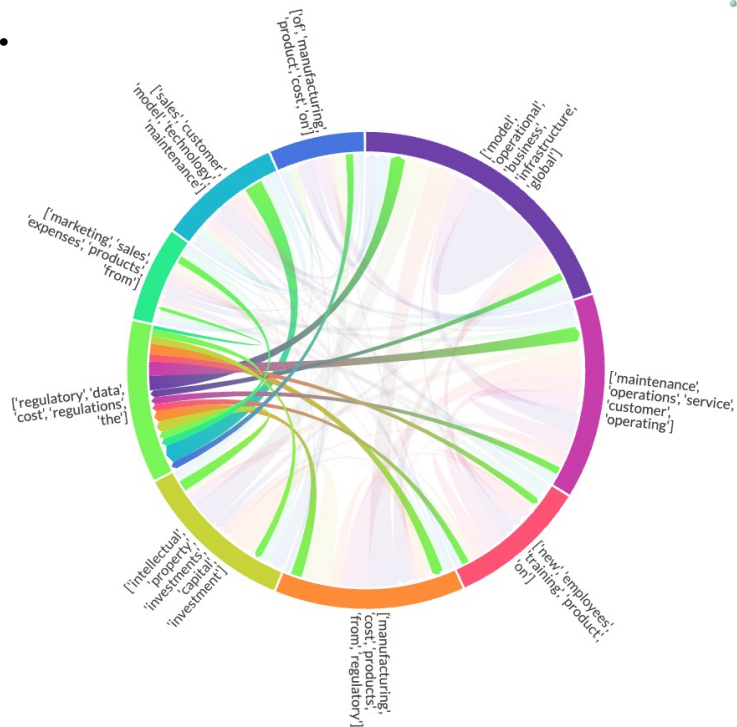 ['of', 'manufacturing',
'product', 'cost', 'on']
['model',
'operational',
'business',
'infrastructure',
'global']
['maintenance',
'operations', 'service',
'customer',
'operating']
['new', 'employees',
'training', 'product',
'on']
['manufacturing',
'cost', 'products',
'from', 'regulatory']
['intellectual',
'property',
'investments',
'capital',
'investment']
['regulatory', 'data',
'cost', 'regulations',
'the']
['marketing', 'sales',
'expenses', 'products',
'from']
['sales', 'customer',
'model', 'technology',
'maintenance']